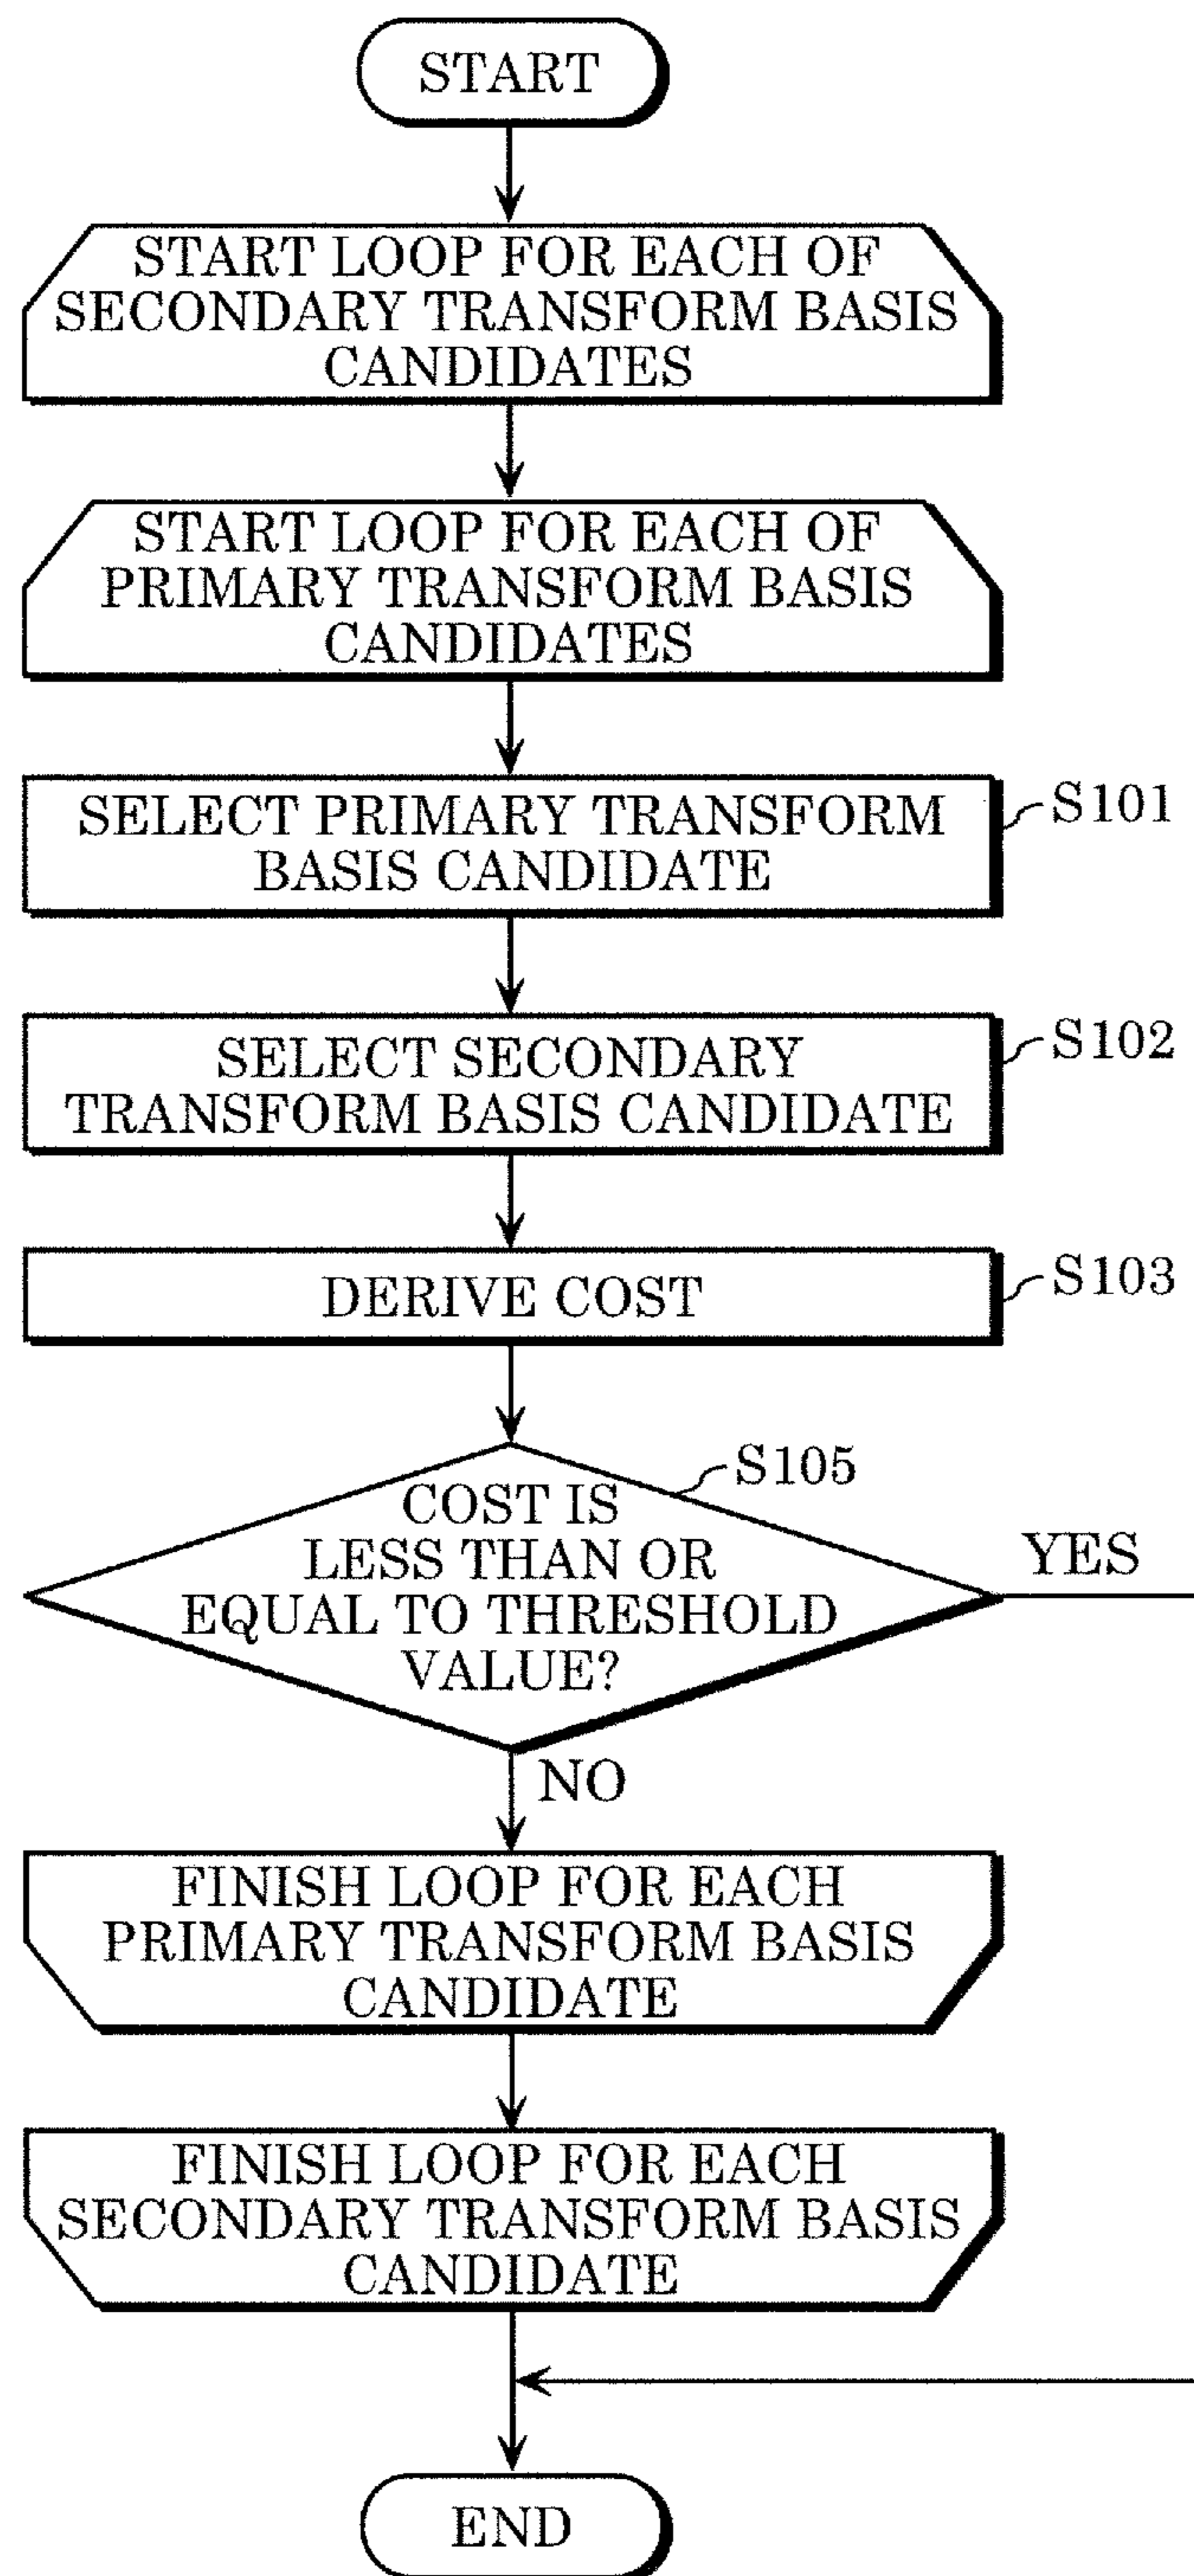 START
START LOOP FOR EACH OF
SECONDARY TRANSFORM BASIS
CANDIDATES
START LOOP FOR EACH OF
PRIMARY TRANSFORM BASIS
CANDIDATES
SELECT PRIMARY TRANSFORM
BASIS CANDIDATE
S101
SELECT SECONDARY
TRANSFORM BASIS CANDIDATE
S102
DERIVE COST
S103
COST IS
LESS THAN OR
EQUAL TO THRESHOLD
VALUE?
S105
YES
NO
FINISH LOOP FOR EACH
PRIMARY TRANSFORM BASIS
CANDIDATE
FINISH LOOP FOR EACH
SECONDARY TRANSFORM BASIS
CANDIDATE
END